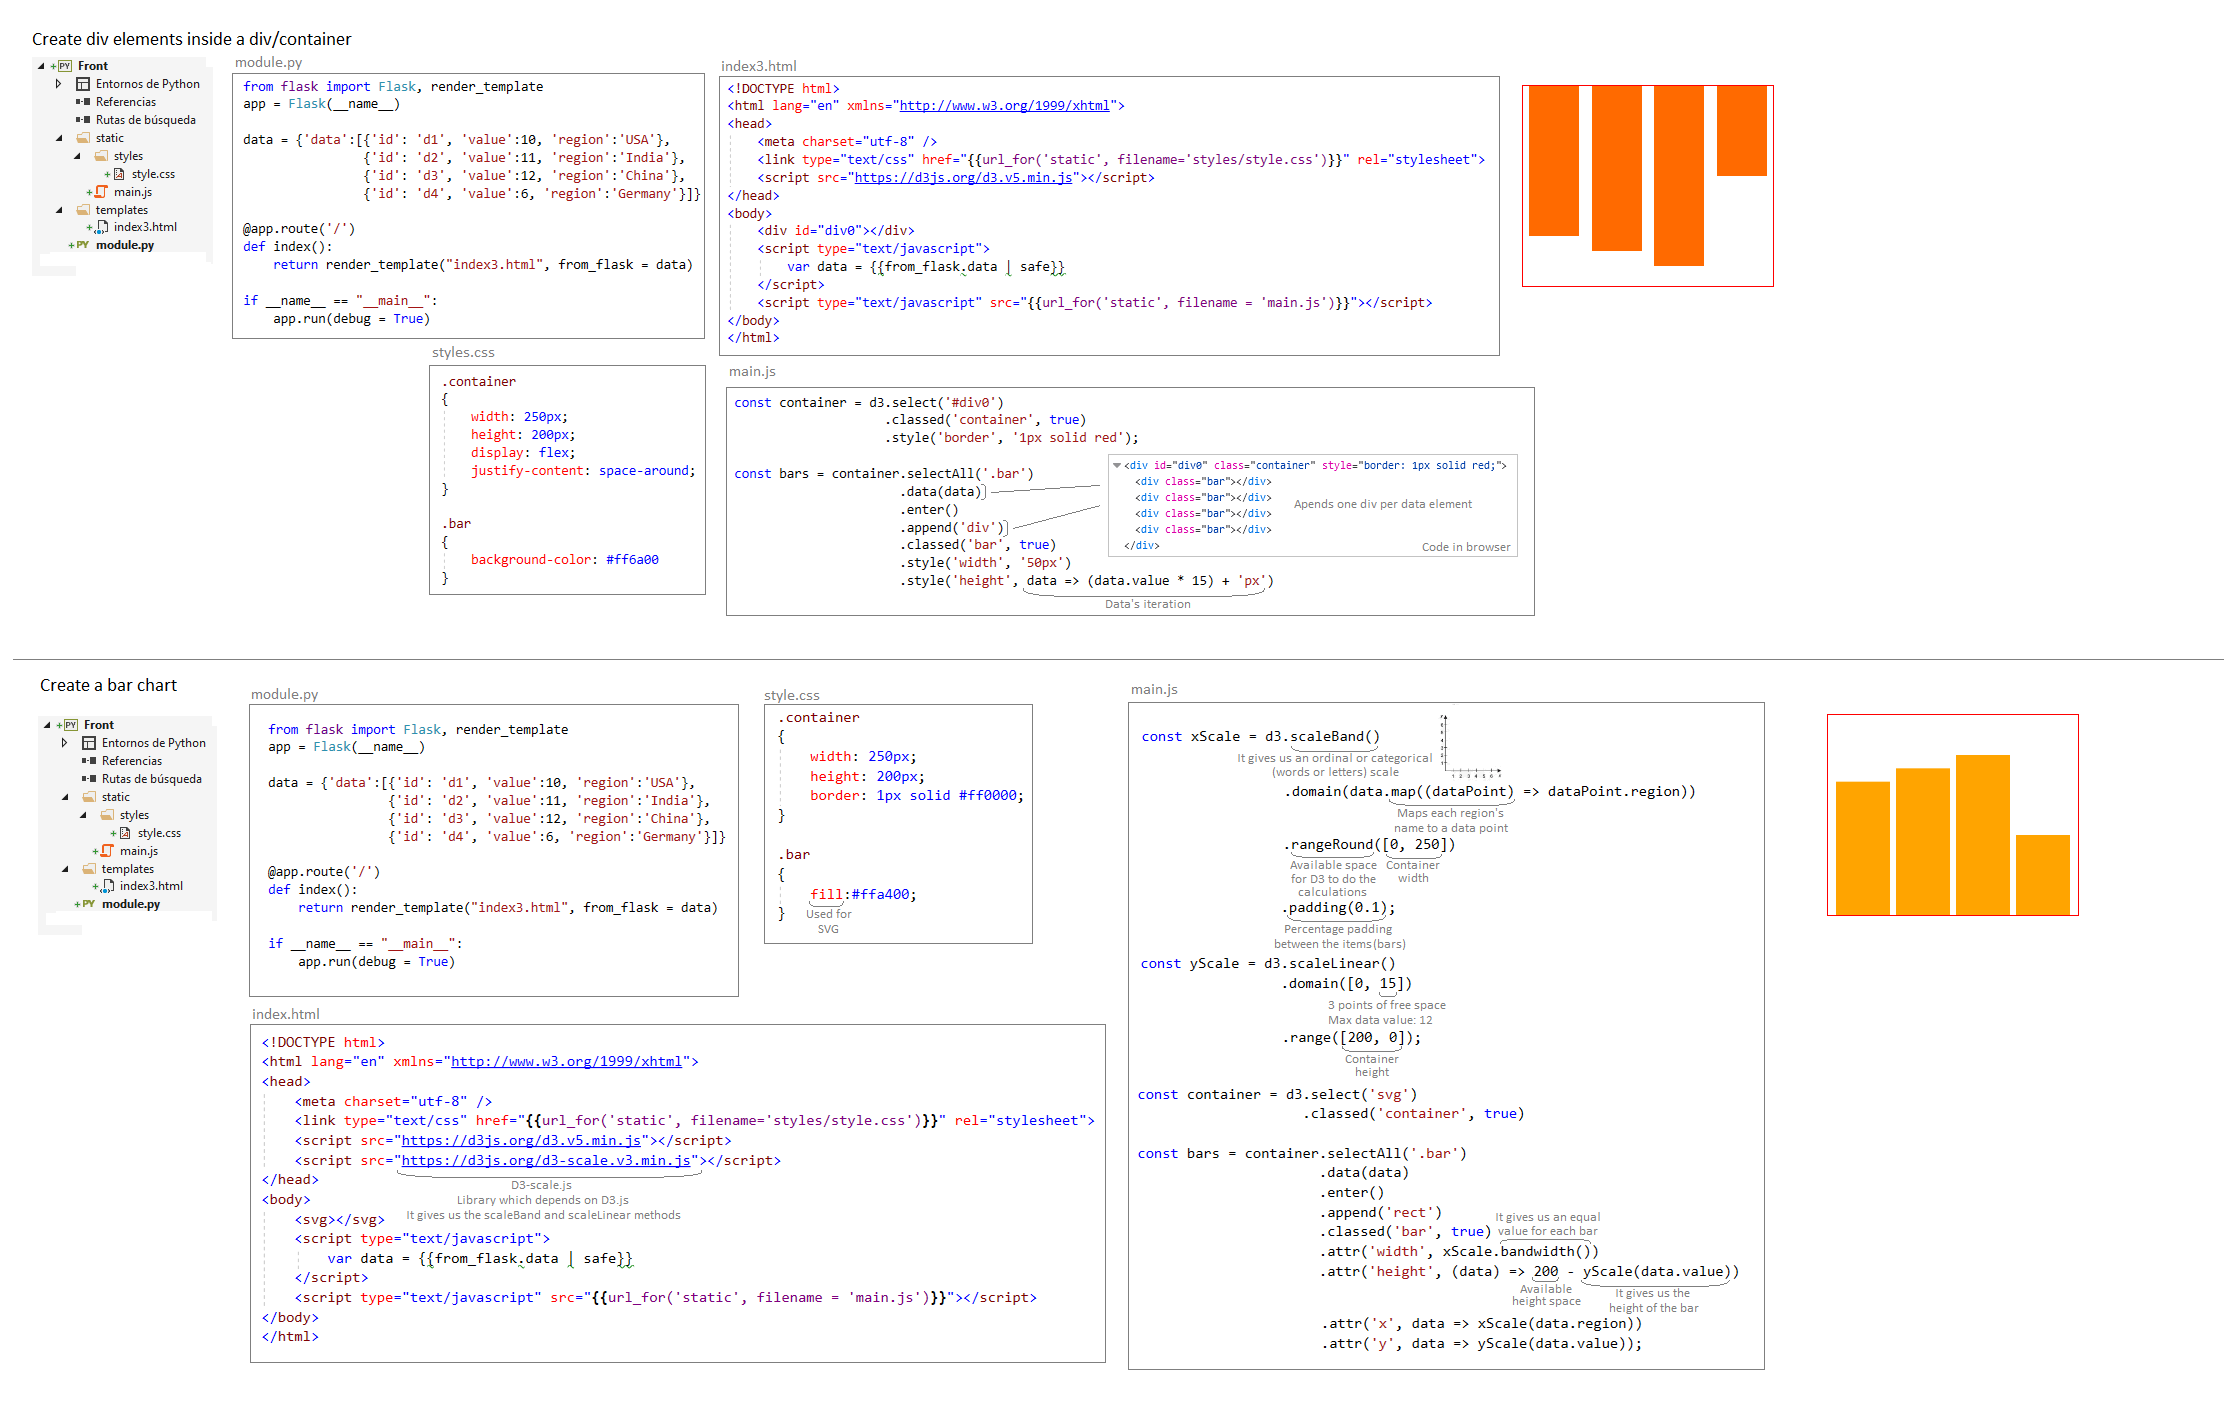 Create div elements inside a div/container
Front
Entornos de Python
Referencias
Rutas de búsqueda
static
styles
style.css
main.js
templates
index3.html
module.py
module.py
from flask import Flask, render_template
app = Flask(__name__)
data = {'data':[{'id': 'd1', 'value':10, 'region':'USA'},
{'id': 'd2', 'value':11, 'region':'India'},
{'id': 'd3', 'value':12, 'region':'China'},
{'id': 'd4', 'value':6, 'region':'Germany'}]}
@app.route('/')
def index():
return render_template("index3.html", from_flask = data)
if __name__ == "__main__":
app.run(debug = True)
index3.html
<!DOCTYPE html>
<html lang="en" xmlns="http://www.w3.org/1999/xhtml">
<head>
<meta charset="utf-8" />
<link type="text/css" href="{{url_for('static', filename='styles/style.css')}}" rel="stylesheet">
<script src="https://d3js.org/d3.v5.min.js"></script>
</head>
<body>
<div id="div0"></div>
<script type="text/javascript">
var data = {{from_flask.data | safe}}
</script>
<script type="text/javascript" src="{{url_for('static', filename = 'main.js')}}"></script>
</body>
</html>
styles.css
.container
{
width: 250px;
height: 200px;
display: flex;
justify-content: space-around;
}
.bar
{
background-color: #ff6a00
}
main.js
const container = d3.select('#div0')
.classed('container', true)
.style('border', '1px solid red');
const bars = container.selectAll('.bar')
.data(data)
.enter()
.append('div')
.classed('bar', true)
.style('width', '50px')
.style('height', data => (data.value * 15) + 'px')
Data's iteration
<div id="div0" class="container" style="border: 1px solid red;">
<div class="bar"></div>
<div class="bar"></div>
<div class="bar"></div>
<div class="bar"></div>
</div>
Apends one div per data element
Code in browser
Create a bar chart
Front
Entornos de Python
Referencias
Rutas de búsqueda
static
styles
style.css
main.js
templates
index3.html
module.py
module.py
from flask import Flask, render_template
app = Flask(__name__)
data = {'data':[{'id': 'd1', 'value':10, 'region':'USA'},
{'id': 'd2', 'value':11, 'region':'India'},
{'id': 'd3', 'value':12, 'region':'China'},
{'id': 'd4', 'value':6, 'region':'Germany'}]}
@app.route('/')
def index():
return render_template("index3.html", from_flask = data)
if __name__ == "__main__":
app.run(debug = True)
style.css
.container
{
width: 250px;
height: 200px;
border: 1px solid #ff0000;
}
.bar
{
fill:#ffa400;
}
Used for
SVG
index.html
<!DOCTYPE html>
<html lang="en" xmlns="http://www.w3.org/1999/xhtml">
<head>
<meta charset="utf-8" />
<link type="text/css" href="{{url_for('static', filename='styles/style.css')}}" rel="stylesheet">
<script src="https://d3js.org/d3.v5.min.js"></script>
<script src="https://d3js.org/d3-scale.v3.min.js"></script>
</head>
D3-scale.js
<body>
Library which depends on D3.js
<svg></svg>
It gives us the scaleBand and scaleLinear methods
<script type="text/javascript">
var data = {{from_flask.data | safe}}
</script>
<script type="text/javascript" src="{{url_for('static', filename = 'main.js')}}"></script>
</body>
</html>
main.js
const xScale = d3.scaleBand()
It gives us an ordinal or categorical
(words or letters) scale
1 2 3 4 5 6
.domain(data.map((dataPoint) => dataPoint.region))
Maps each region's
name to a data point
.rangeRound([0, 250])
Available space
for D3 to do the
calculations
Container
width
.padding(0.1);
Percentage padding
between the items(bars)
const yScale = d3.scaleLinear()
.domain([0, 15])
3 points of free space
Max data value: 12
.range([200, 0]);
Container
height
const container = d3.select('svg')
.classed('container', true)
const bars = container.selectAll('.bar')
.data(data)
.enter()
.append('rect')
It gives us an equal
value for each bar
.classed('bar', true)
.attr('width', xScale.bandwidth())
.attr('height', (data) => 200 - yScale(data.value))
Available
height space
It gives us the
height of the bar
.attr('x', data => xScale(data.region))
.attr('y', data => yScale(data.value));